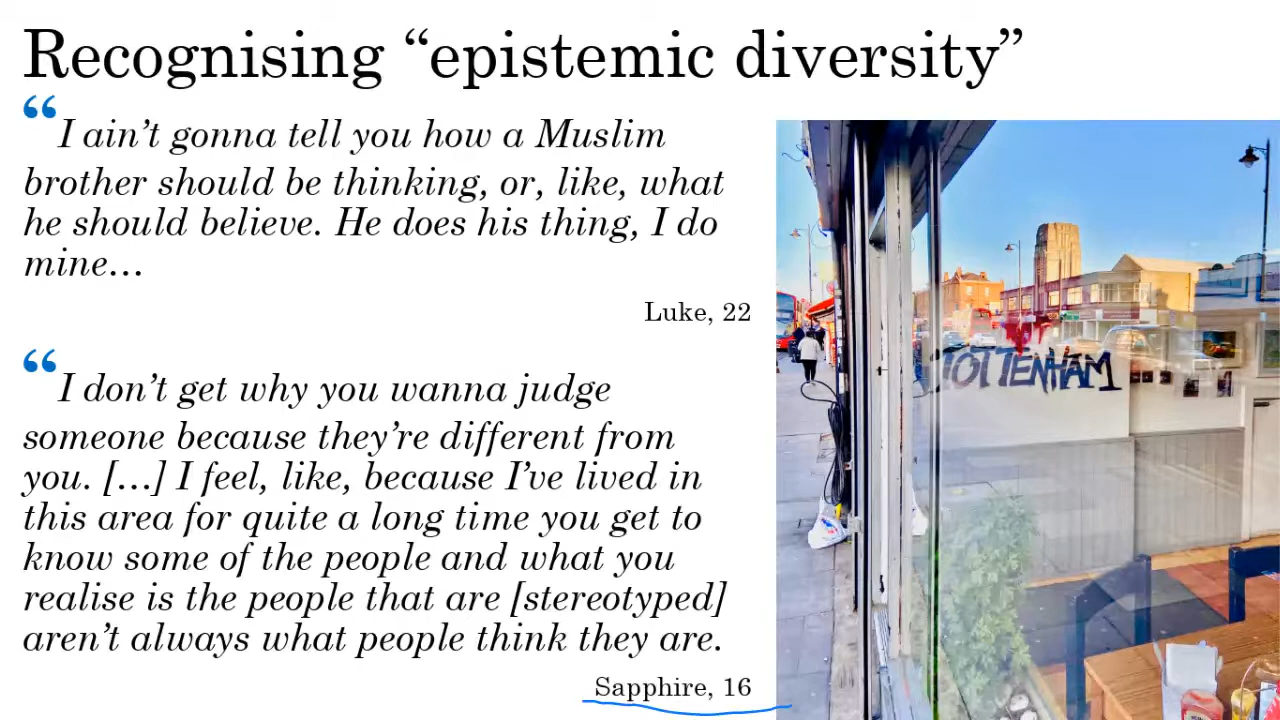 Recognising “epistemic diversity”
“I ain’t gonna tell you how a Muslim
brother should be thinking, or, like, what
he should believe. He does his thing, I do
mine…
Luke, 22
“I don’t get why you wanna judge
someone because they’re different from
you. […] I feel, like, because I’ve lived in
this area for quite a long time you get to
know some of the people and what you
realise is the people that are [stereotyped]
aren’t always what people think they are.
Sapphire, 16
TOTTENHAM